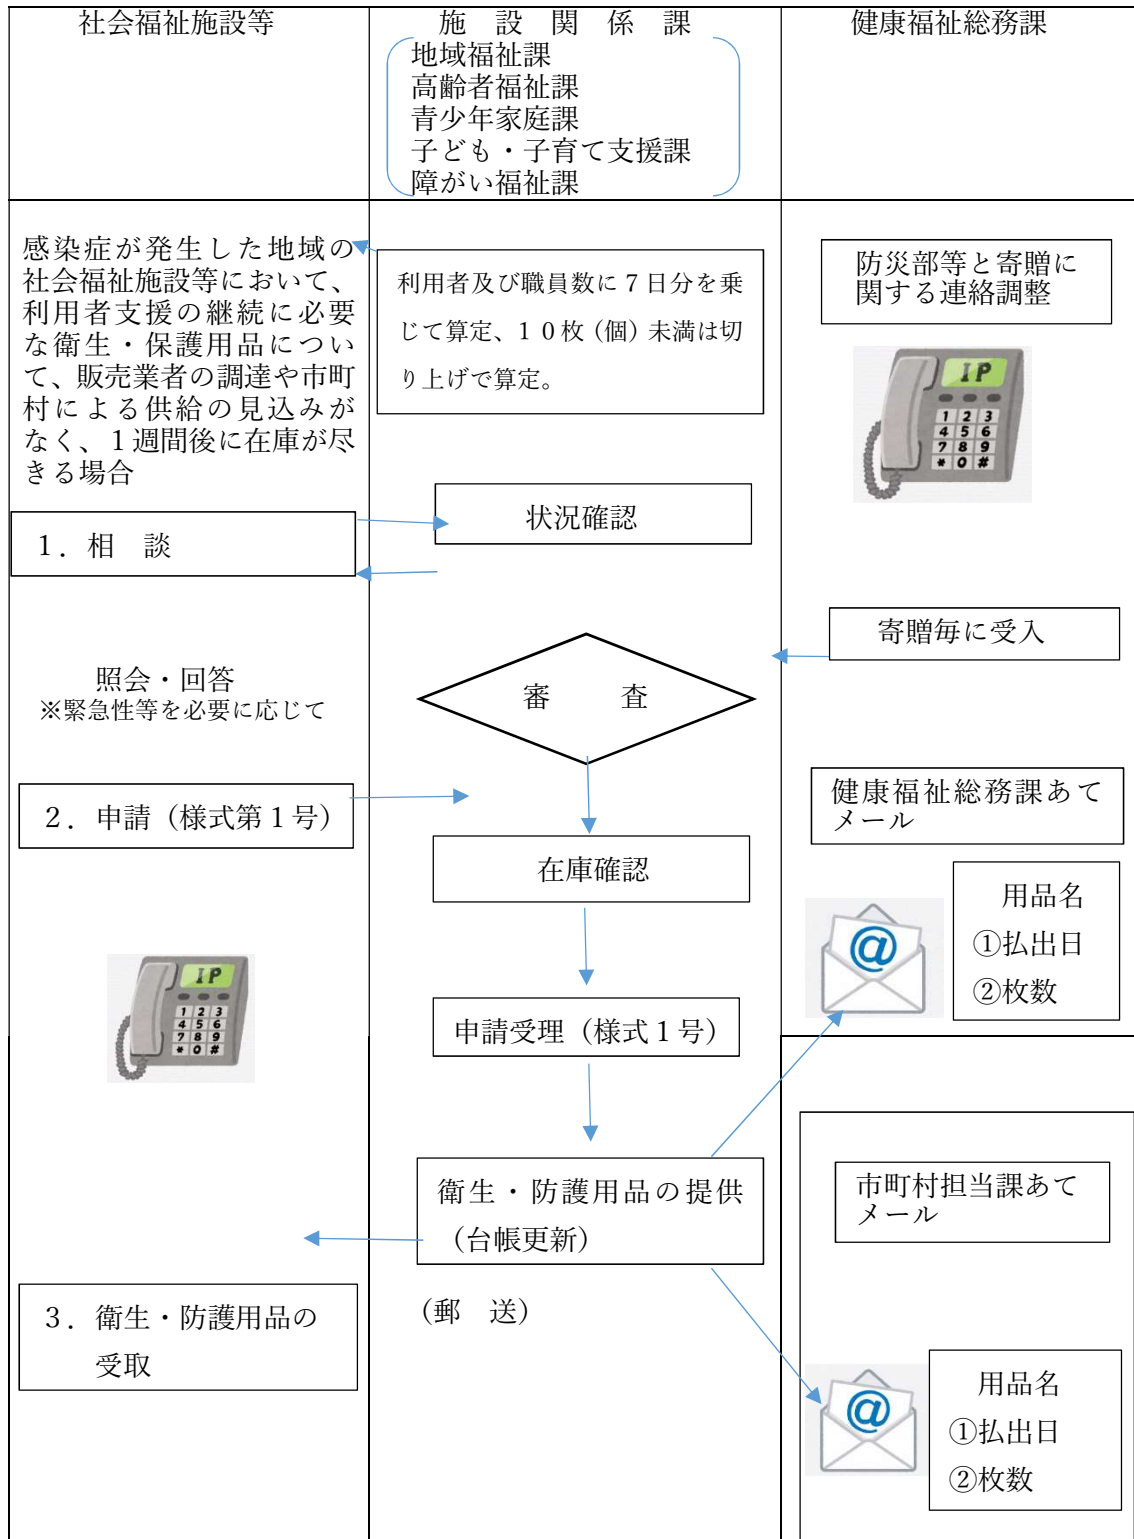 社会福祉施設等
施設関係課
地域福祉課
高齢者福祉課
青少年家庭課
子ども・子育て支援課
障がい福祉課
健康福祉総務課
感染症が発生した地域の
社会福祉施設等において、
利用者支援の継続に必要
な衛生・保護用品につい
て、販売業者の調達や市町
村による供給の見込みが
なく、１週間後に在庫が尽
きる場合
利用者及び職員数に７日分を乗
じて算定、１０枚（個）未満は切
り上げで算定。
防災部等と寄贈に
関する連絡調整
IP
1 2 3
4 5 6
7 8 9
* 0 #
１．相　談
状況確認
寄贈毎に受入
照会・回答
※緊急性等を必要に応じて
審　査
２．申請（様式第１号）
健康福祉総務課あて
メール
在庫確認
@
用品名
①払出日
②枚数
IP
1 2 3
4 5 6
7 8 9
* 0 #
申請受理（様式１号）
衛生・防護用品の提供
（台帳更新）
市町村担当課あて
メール
３．衛生・防護用品の
受取
（郵　送）
@
用品名
①払出日
②枚数